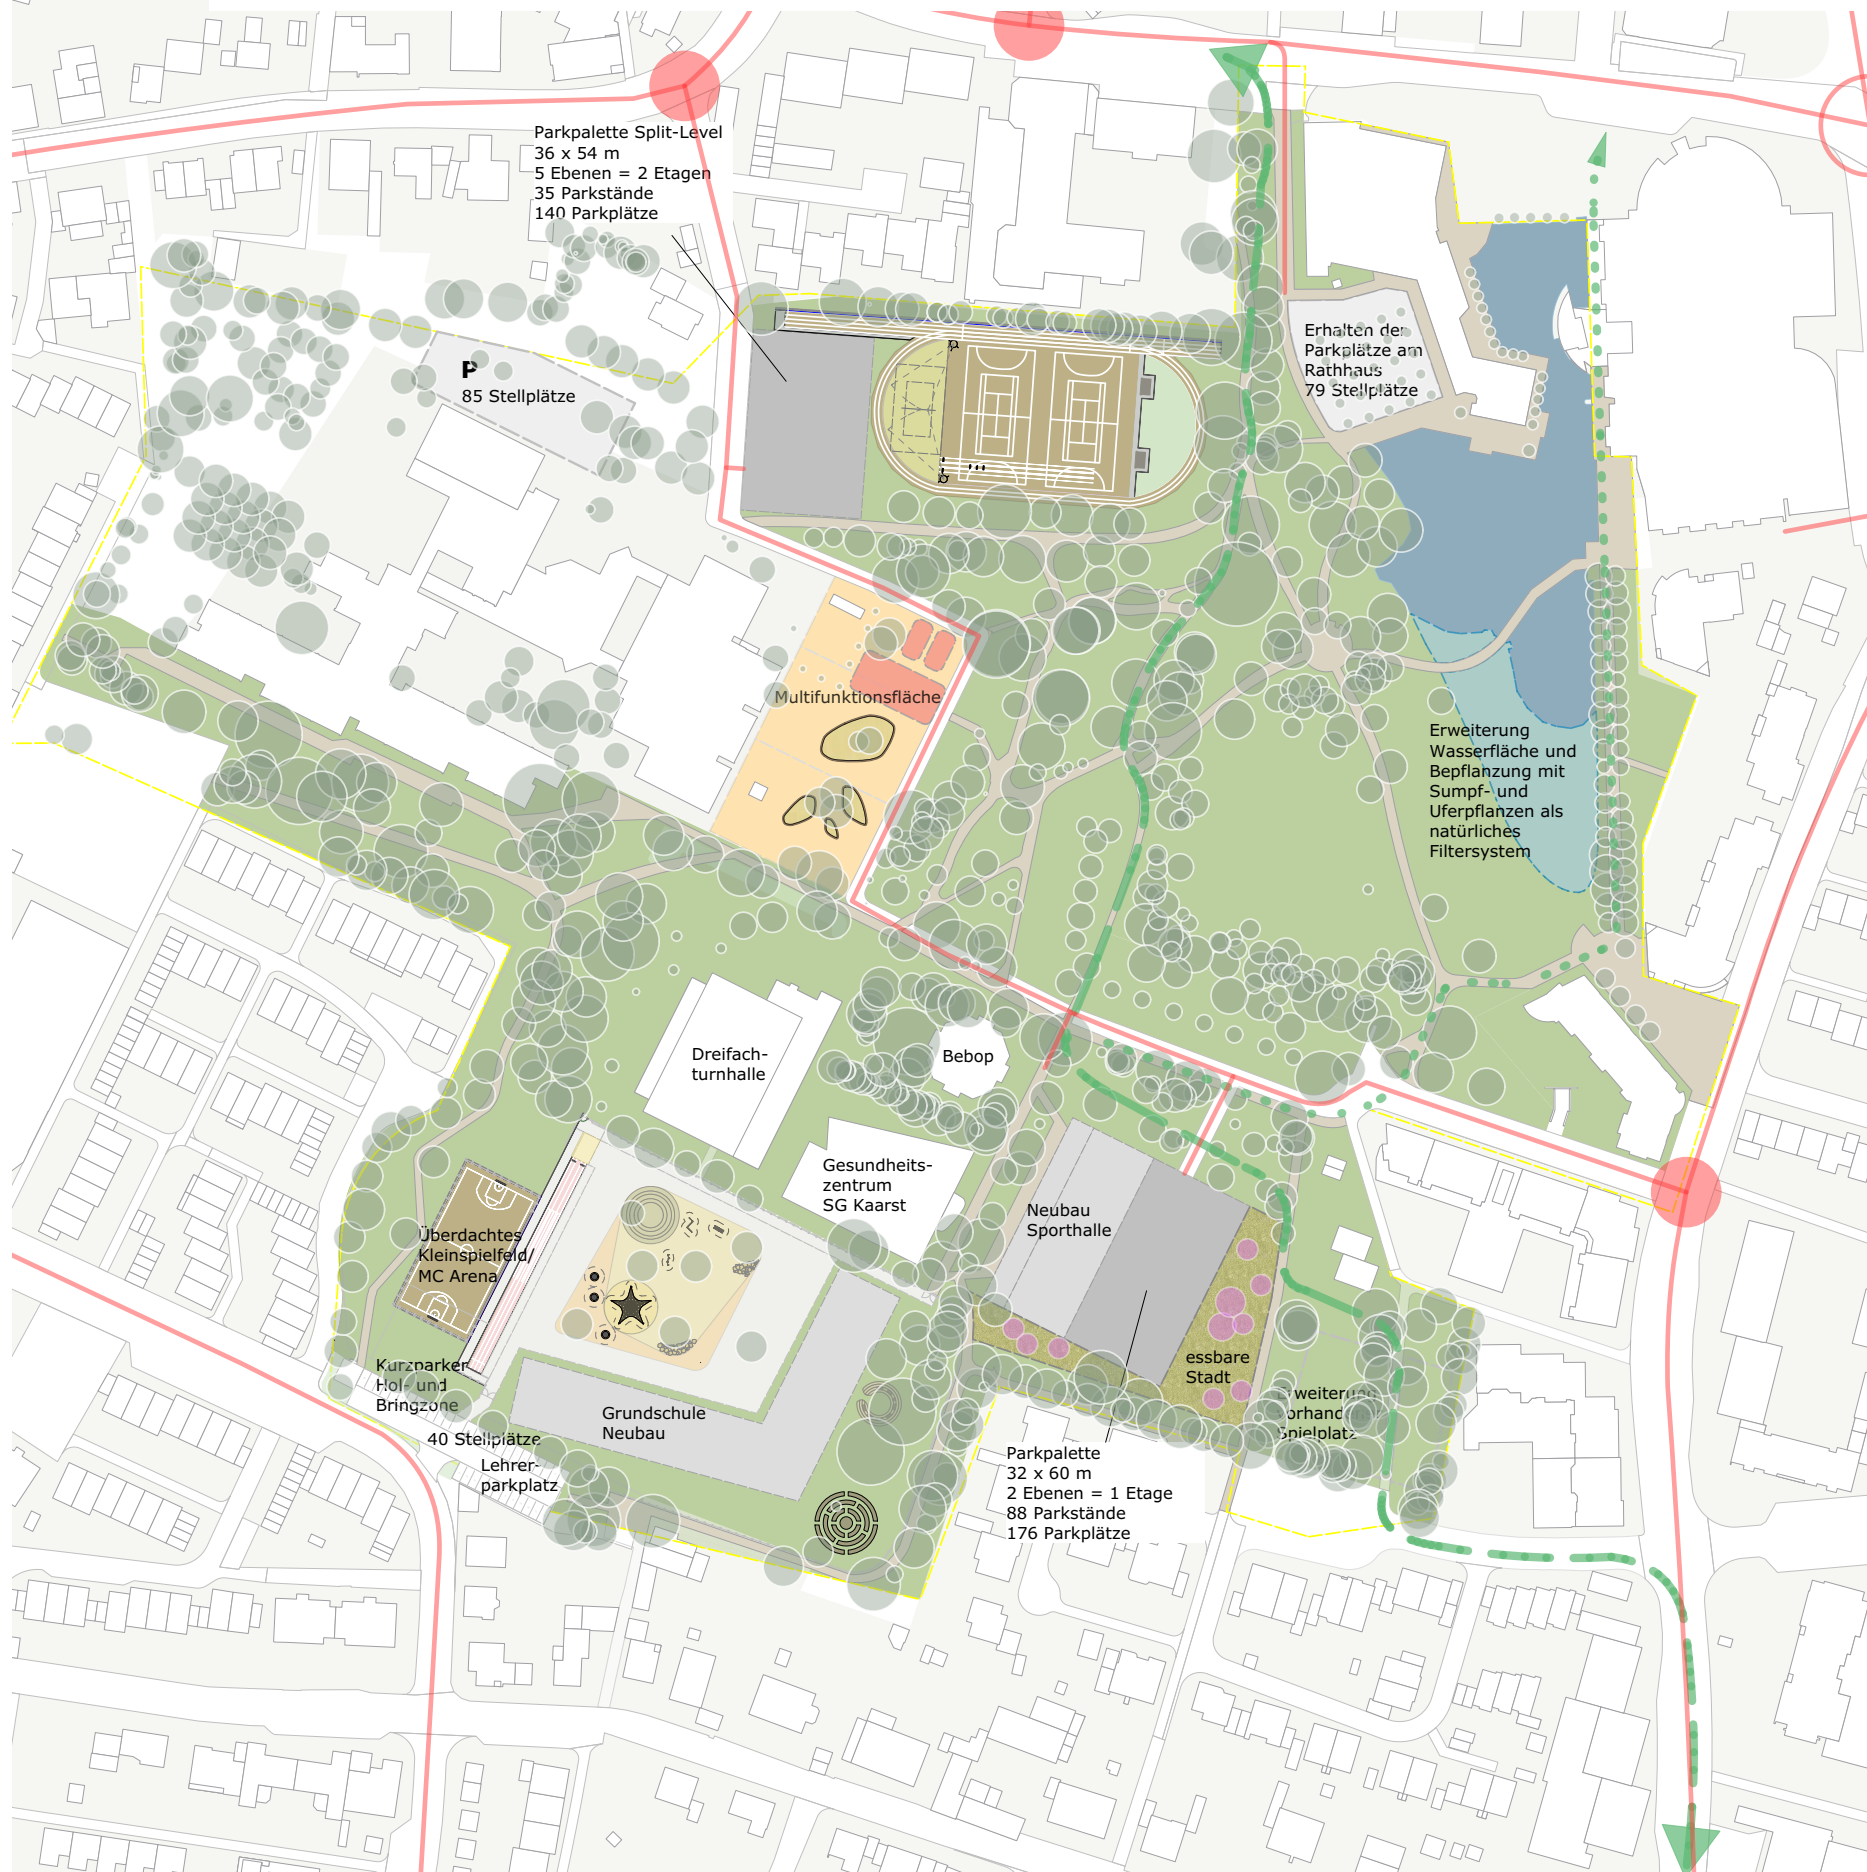 Parkpalette Split-Level
36 x 54 m
5 Ebenen = 2 Etagen
35 Parkstände
140 Parkplätze
P
85 Stellplätze
Erhalten der
Parkplätze am
Rathhaus
79 Stellplätze
Multifunktionsfläche
Erweiterung
Wasserfläche und
Bepflanzung mit
Sumpf- und
Uferpflanzen als
natürliches
Filtersystem
Dreifach-
turnhalle
Bebop
Gesundheits-
zentrum
SG Kaarst
Neubau
Sporthalle
Überdachtes
Kleinspielfeld/
MC Arena
Kurzparker
Hol- und
Bringzone
40 Stellplätze
Lehrer-
parkplatz
Grundschule
Neubau
essbare
Stadt
Erweiterung
vorhandener
Spielplatz
Parkpalette
32 x 60 m
2 Ebenen = 1 Etage
88 Parkstände
176 Parkplätze